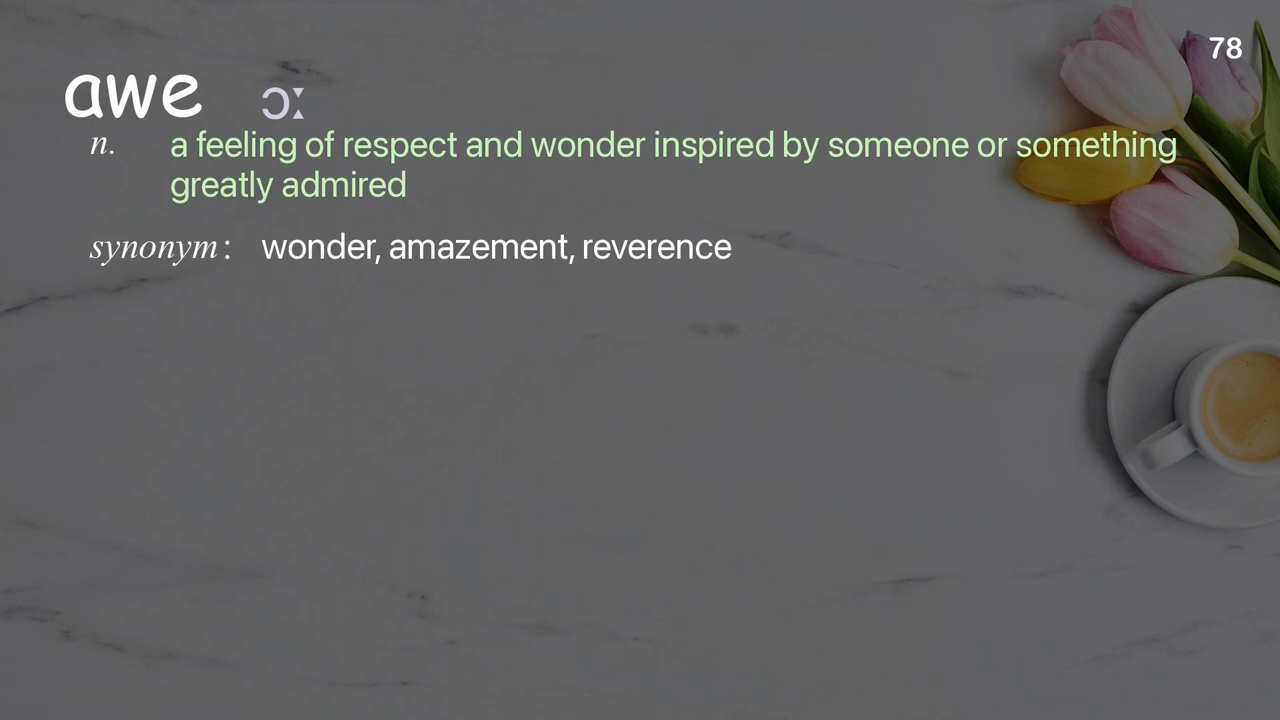 78
awe ɔː
n. a feeling of respect and wonder inspired by someone or something
greatly admired
synonym: wonder, amazement, reverence